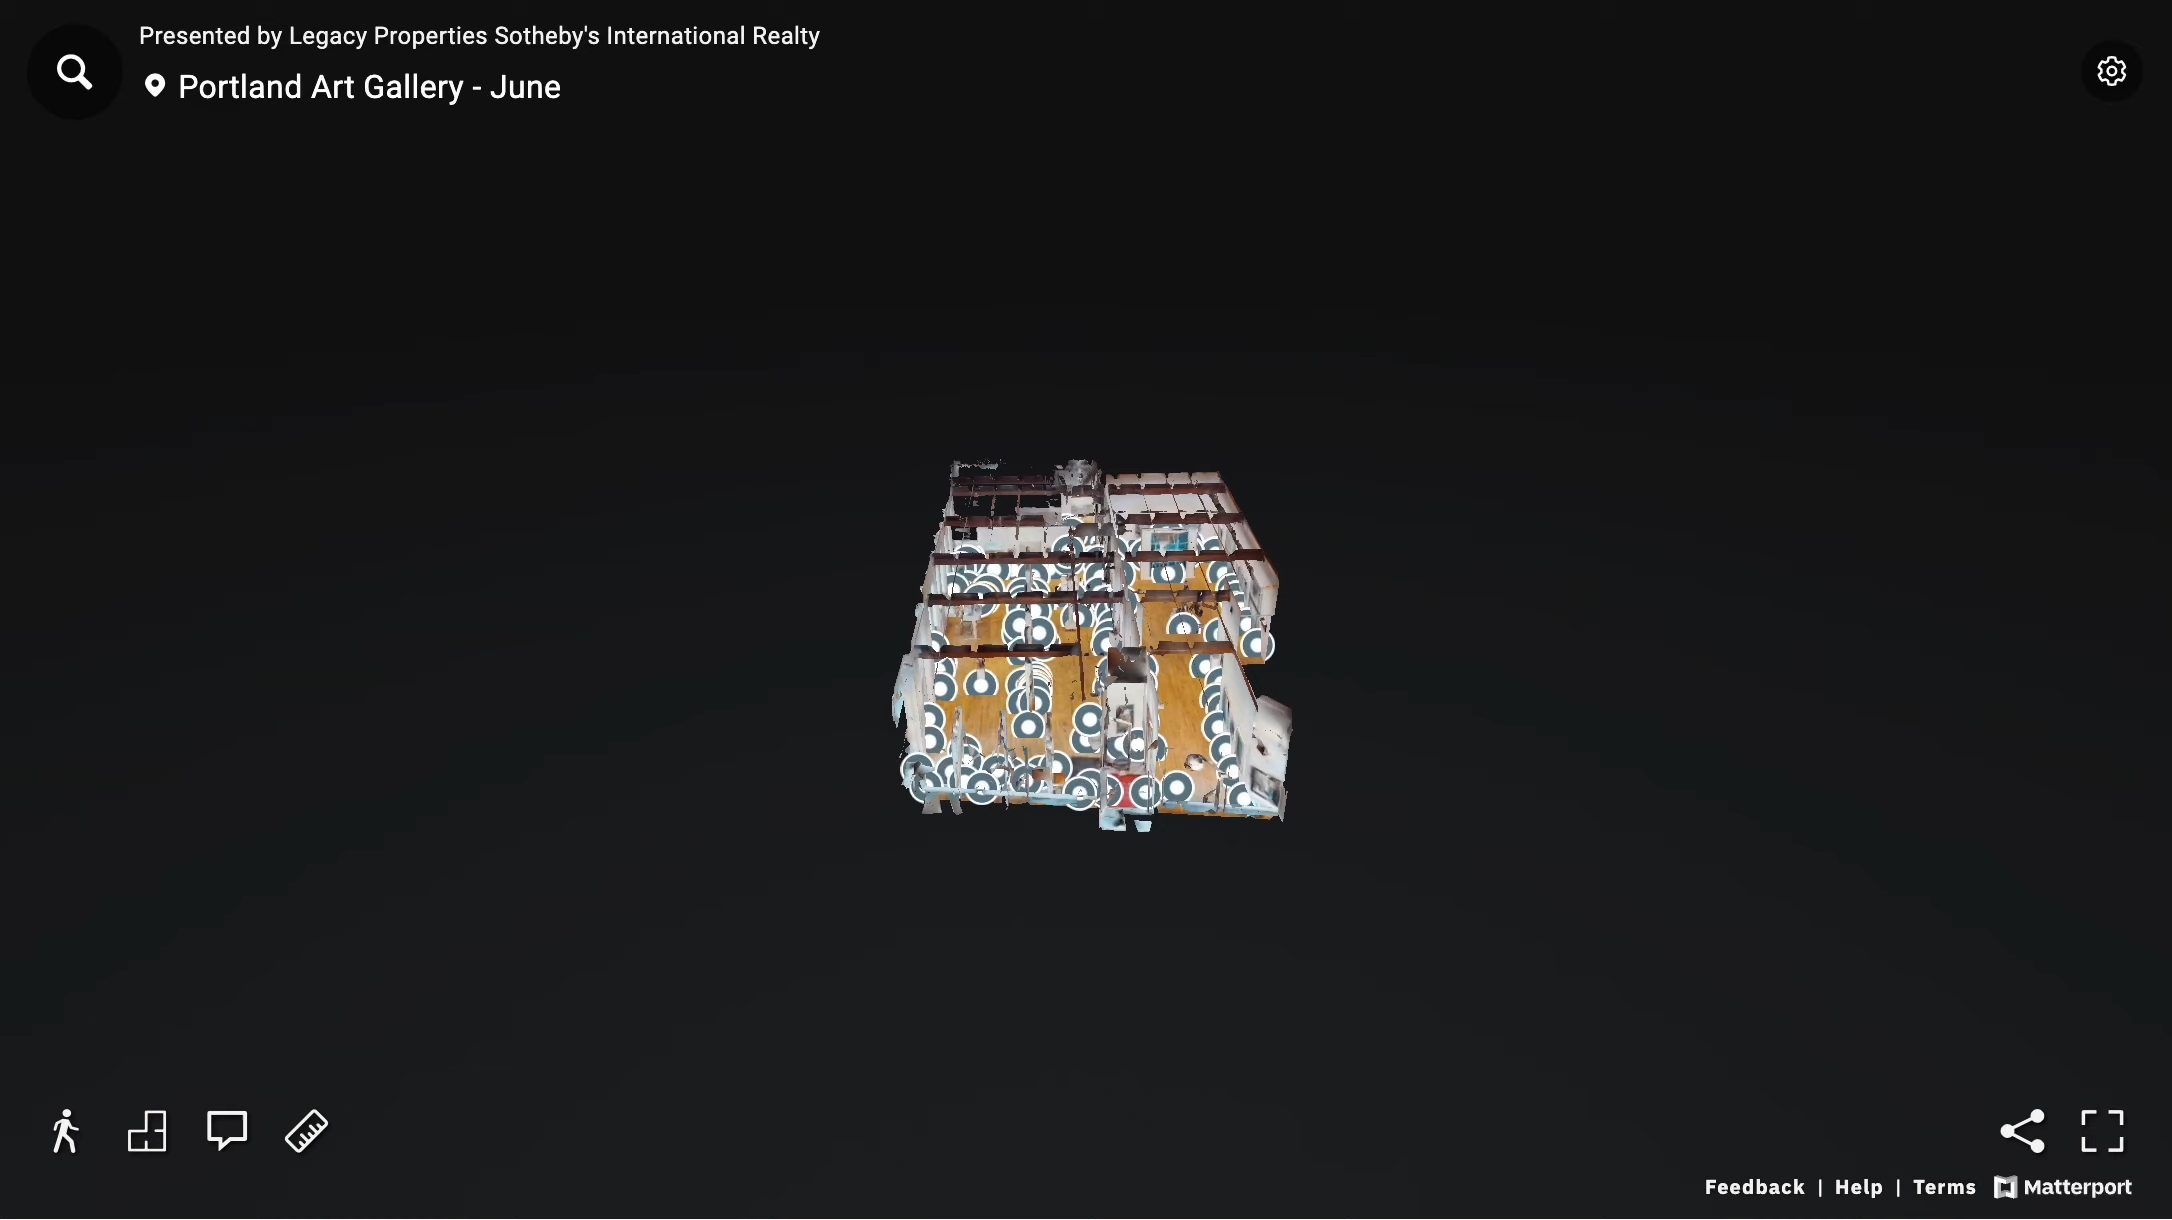 Presented by Legacy Properties Sotheby's International Realty
Portland Art Gallery - June
Feedback | Help | Terms Matterport